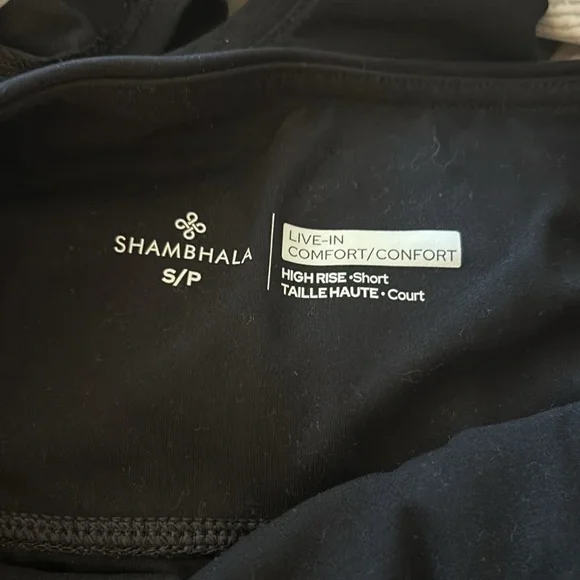 SHAMBHALA
S/P
LIVE-IN
COMFORT/CONFORT
HIGH RISE •Short
TAILLE HAUTE • Court